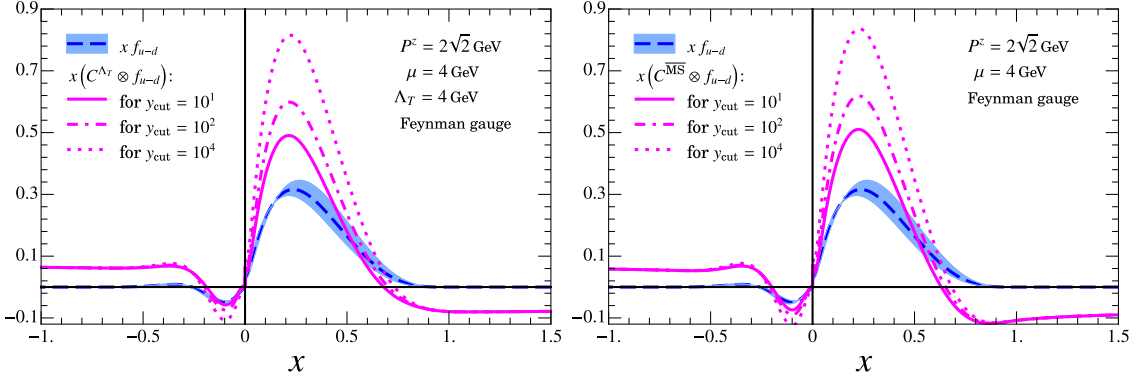 0.9
0.7
0.5
0.3
0.1
−0.1
−1.
−0.5
0
0.5
1.0
1.5
x
x f_{u−d}
x(C^{Λ_T} ⊗ f_{u−d}):
for y_cut = 10^1
for y_cut = 10^2
for y_cut = 10^4
P^z = 2√2 GeV
μ = 4 GeV
Λ_T = 4 GeV
Feynman gauge
0.9
0.7
0.5
0.3
0.1
−0.1
−1.
−0.5
0
0.5
1.0
1.5
x
x f_{u−d}
x(C^{\overline{MS}} ⊗ f_{u−d}):
for y_cut = 10^1
for y_cut = 10^2
for y_cut = 10^4
P^z = 2√2 GeV
μ = 4 GeV
Feynman gauge